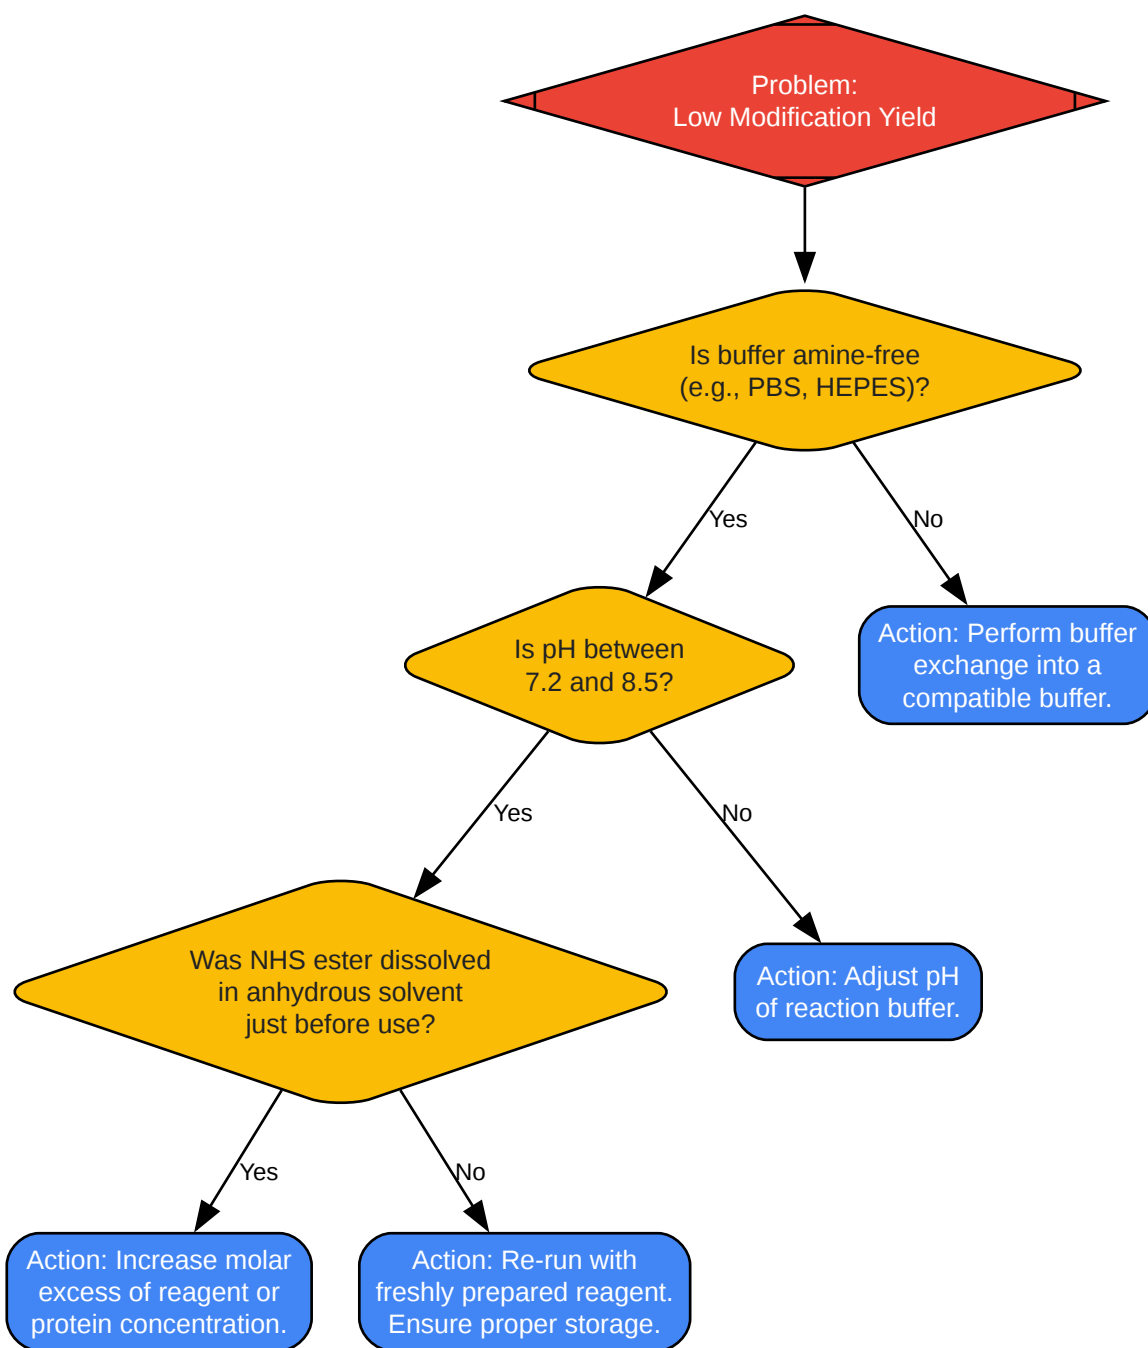 Problem:
Low Modification Yield
Is buffer amine-free
(e.g., PBS, HEPES)?
Yes
No
Is pH between
7.2 and 8.5?
Action: Perform buffer
exchange into a
compatible buffer.
Yes
No
Was NHS ester dissolved
in anhydrous solvent
just before use?
Action: Adjust pH
of reaction buffer.
Yes
No
Action: Increase molar
excess of reagent or
protein concentration.
Action: Re-run with
freshly prepared reagent.
Ensure proper storage.